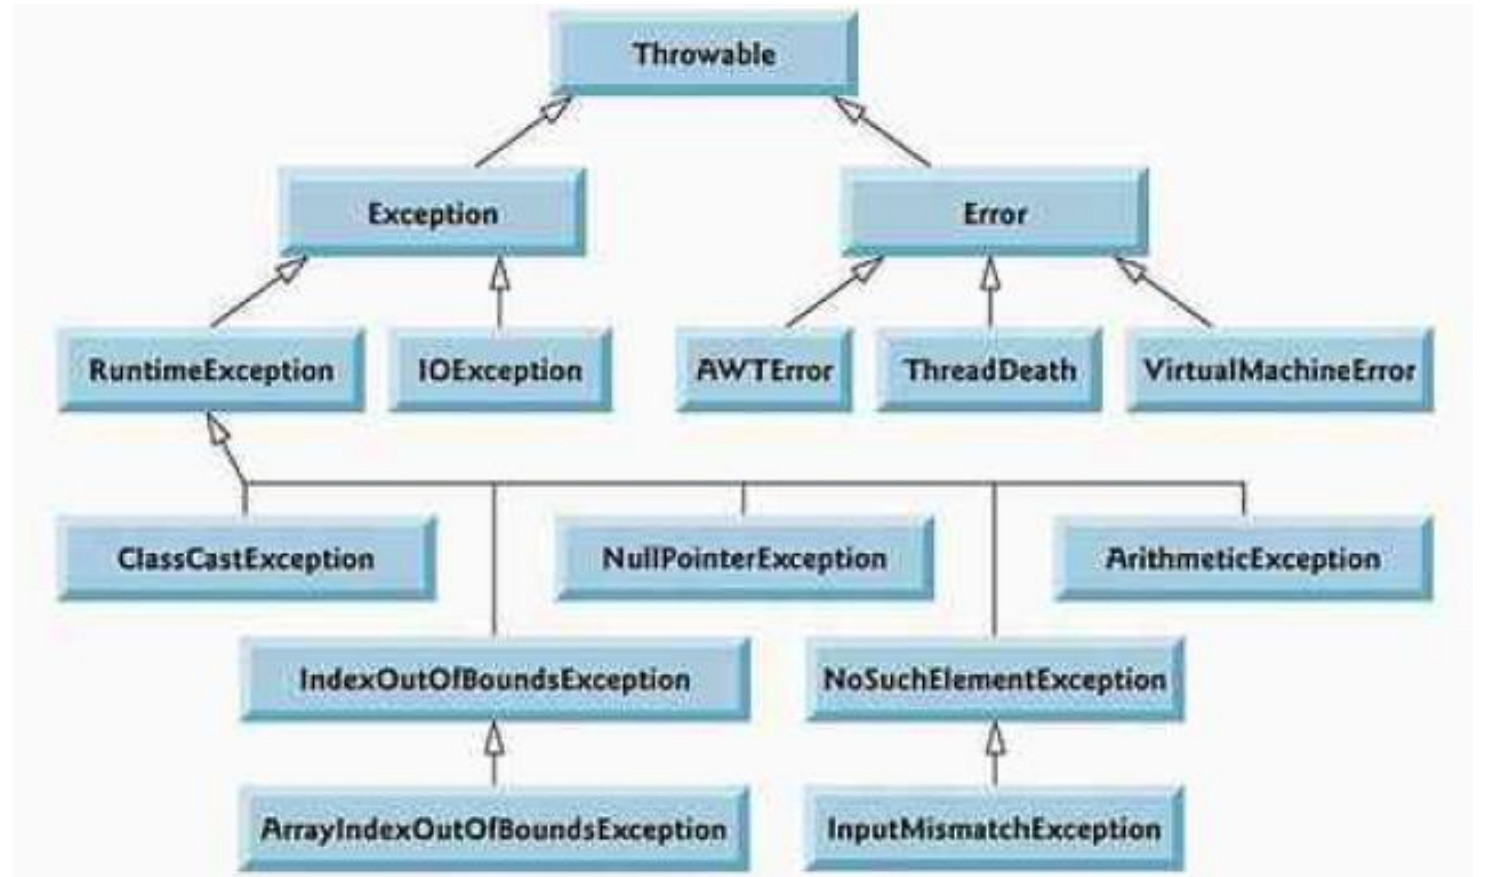 Throwable
Exception
Error
RuntimeException
IOException
AWTError
ThreadDeath
VirtualMachineError
ClassCastException
NullPointerException
ArithmeticException
IndexOutOfBoundsException
NoSuchElementException
ArrayIndexOutOfBoundsException
InputMismatchException